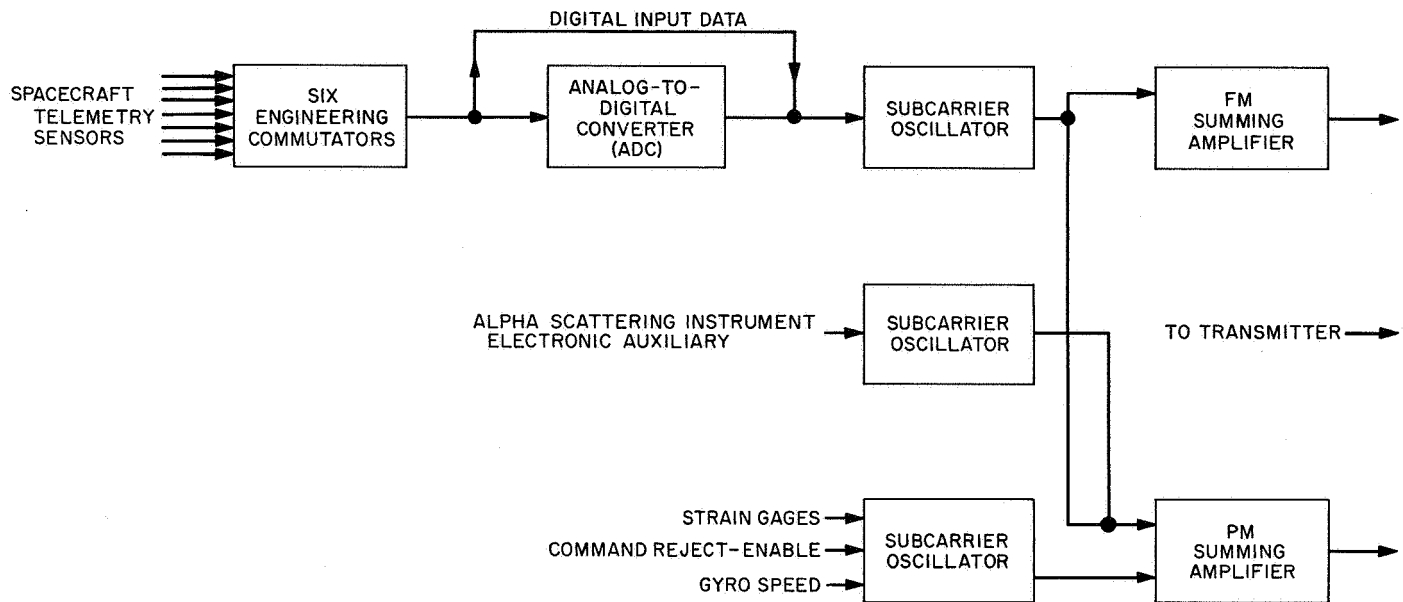 DIGITAL INPUT DATA
SPACECRAFT
TELEMETRY
SENSORS
SIX
ENGINEERING
COMMUTATORS
ANALOG-TO-
DIGITAL
CONVERTER
(ADC)
SUBCARRIER
OSCILLATOR
FM
SUMMING
AMPLIFIER
ALPHA SCATTERING INSTRUMENT
ELECTRONIC AUXILIARY
SUBCARRIER
OSCILLATOR
TO TRANSMITTER
STRAIN GAGES
COMMAND REJECT-ENABLE
GYRO SPEED
SUBCARRIER
OSCILLATOR
PM
SUMMING
AMPLIFIER